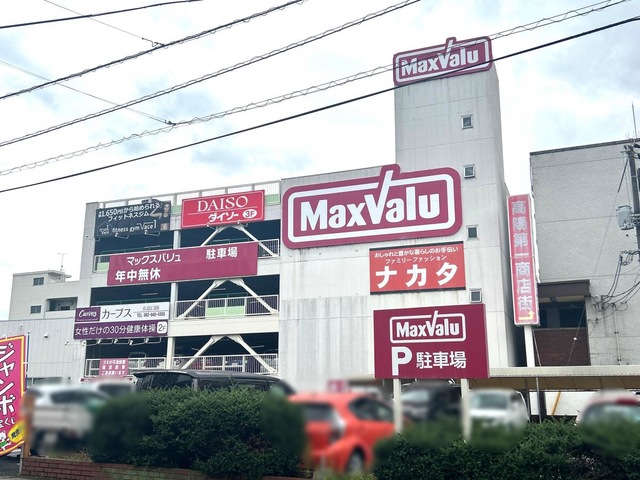 MaxValu
DAISO
ダイソー 3F
月1,650円から始められる
フィットネスジム
fitness gym Vace
MaxValu
マックスバリュ 駐車場
年中無休
おしゃれと豊かな暮らしのお手伝い
ファミリーファッション
ナカタ
高陽第一商店街
Curves カーブス
女性だけの30分健康体操 2F
MaxValu
P 駐車場
ジャンボ